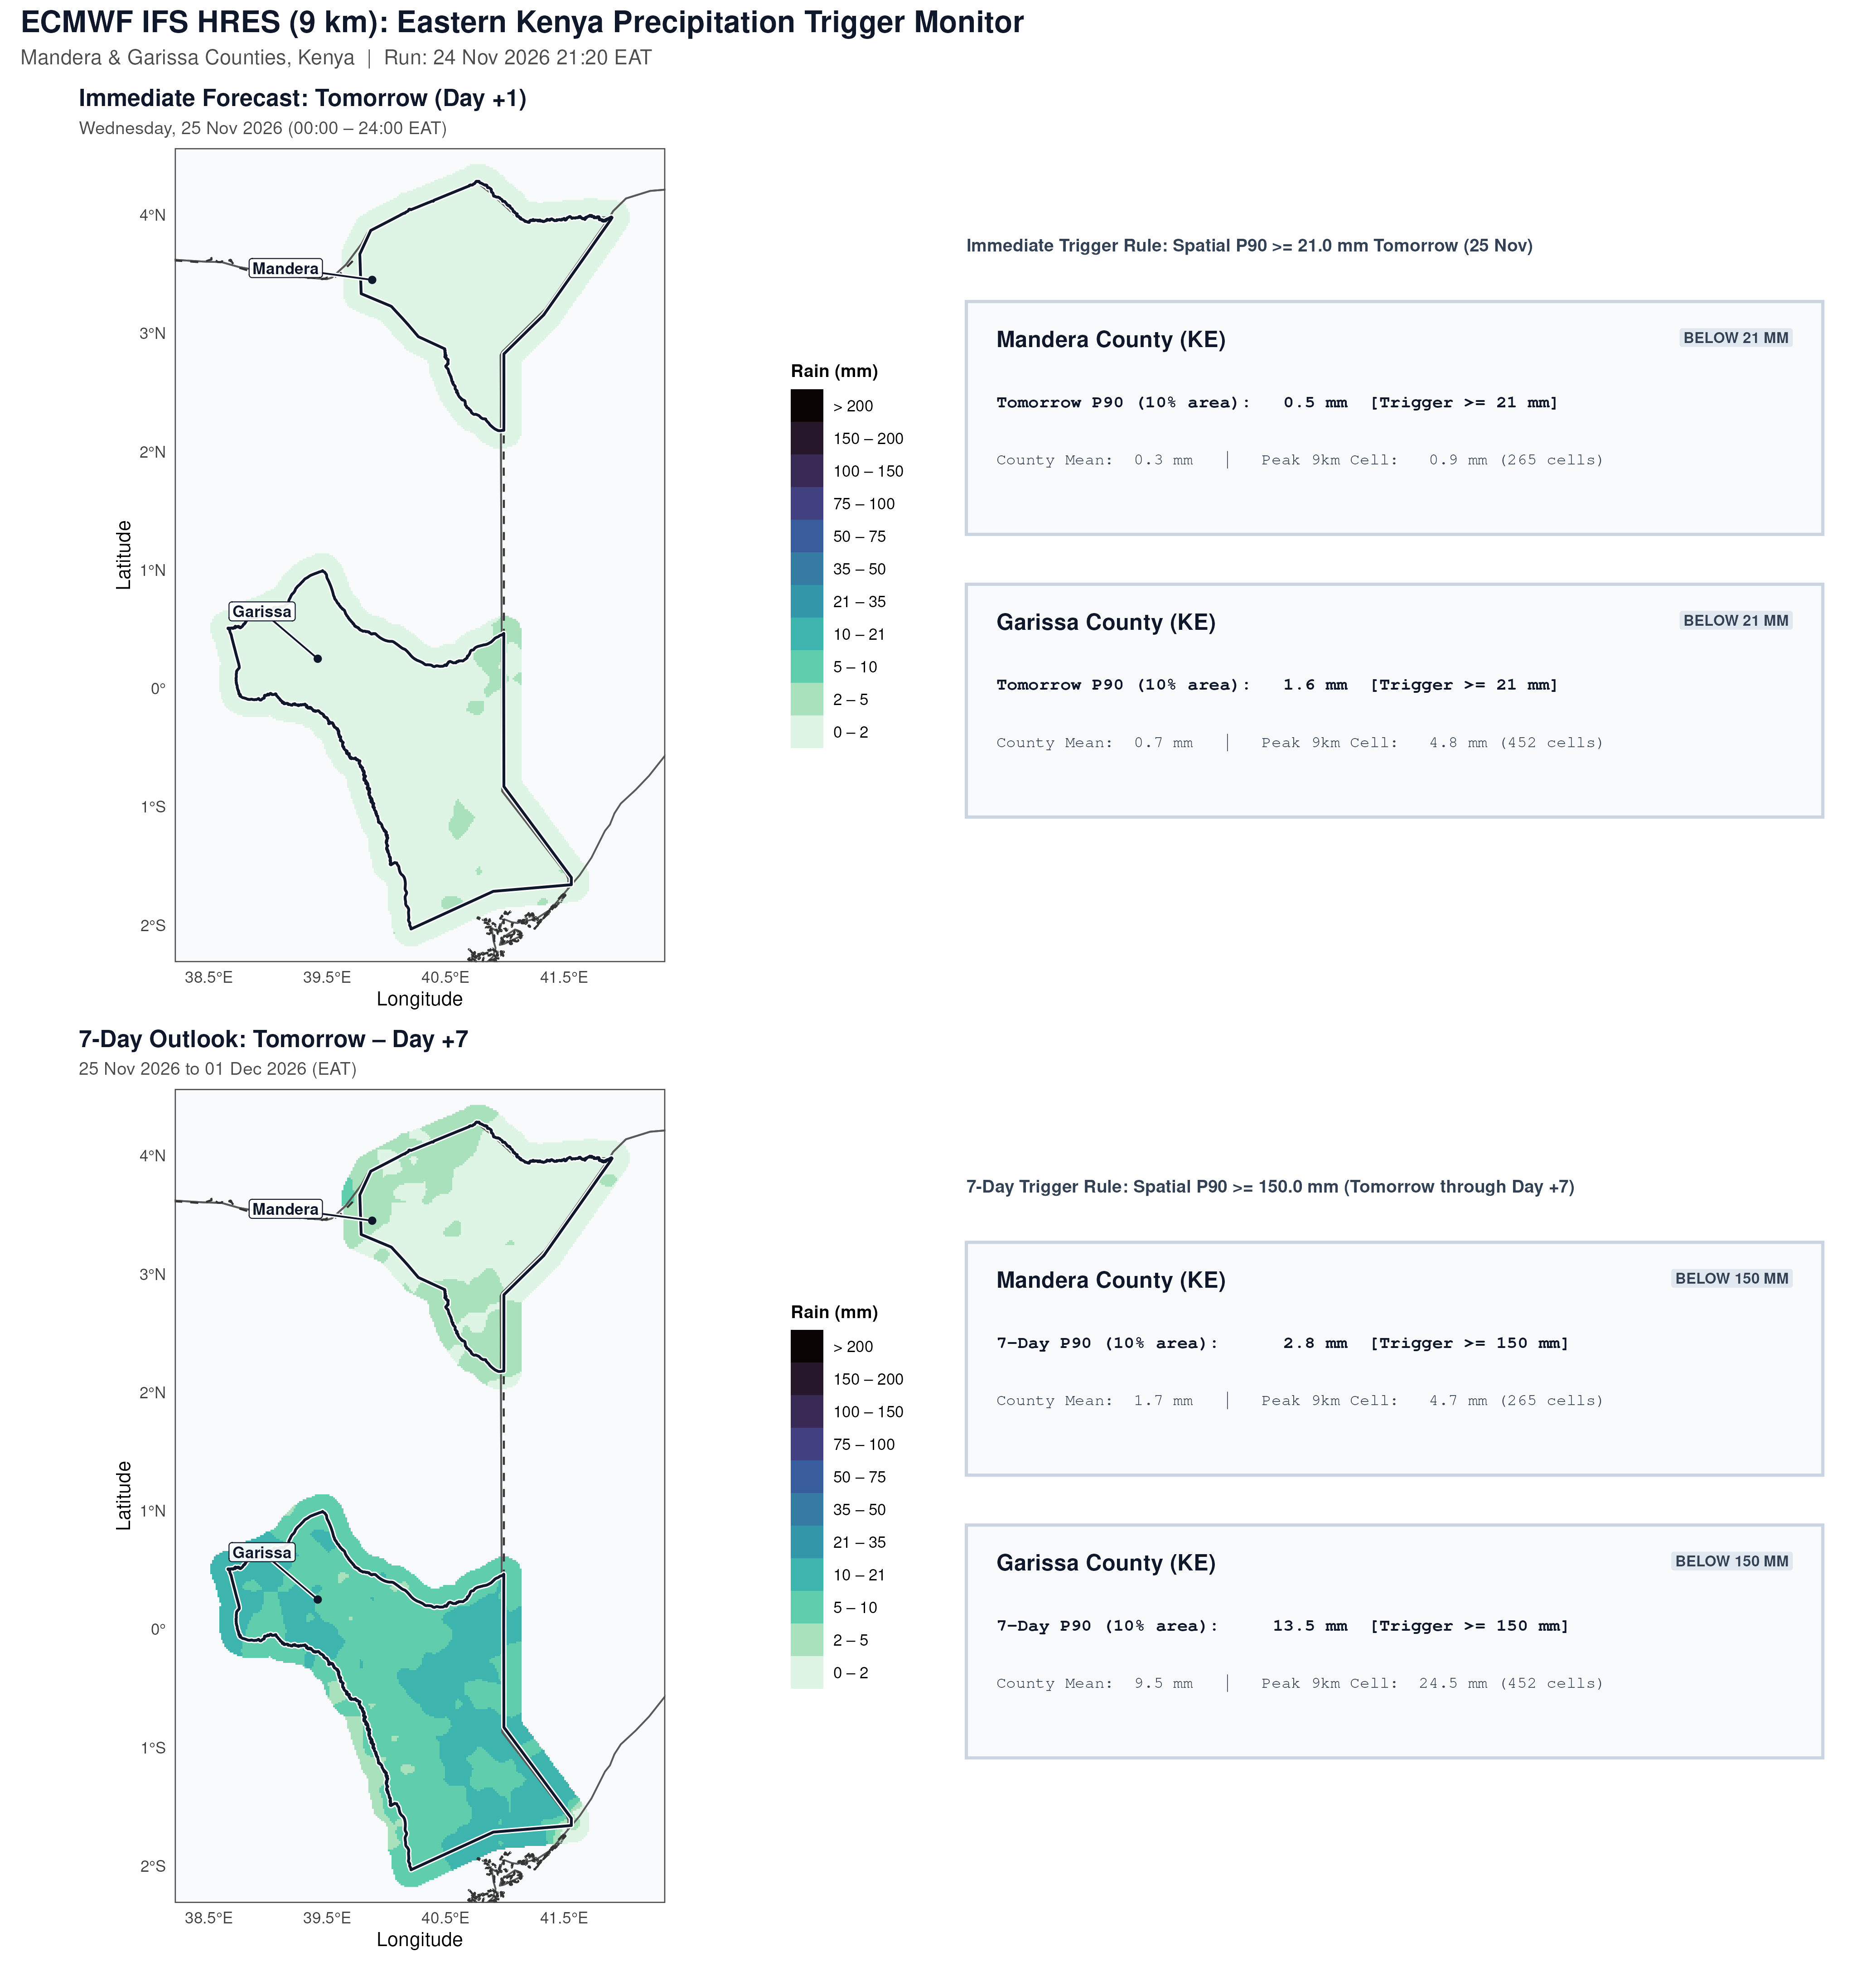 ECMWF IFS HRES (9 km): Eastern Kenya Precipitation Trigger Monitor
Mandera & Garissa Counties, Kenya | Run: 24 Nov 2026 21:20 EAT
Immediate Forecast: Tomorrow (Day +1)
Wednesday, 25 Nov 2026 (00:00 – 24:00 EAT)
4°N
3°N
2°N
1°N
0°
1°S
2°S
Latitude
Mandera
Garissa
38.5°E 39.5°E 40.5°E 41.5°E
Longitude
Rain (mm)
> 200
150 – 200
100 – 150
75 – 100
50 – 75
35 – 50
21 – 35
10 – 21
5 – 10
2 – 5
0 – 2
Immediate Trigger Rule: Spatial P90 >= 21.0 mm Tomorrow (25 Nov)
Mandera County (KE)
BELOW 21 MM
Tomorrow P90 (10% area): 0.5 mm [Trigger >= 21 mm]
County Mean: 0.3 mm | Peak 9km Cell: 0.9 mm (265 cells)
Garissa County (KE)
BELOW 21 MM
Tomorrow P90 (10% area): 1.6 mm [Trigger >= 21 mm]
County Mean: 0.7 mm | Peak 9km Cell: 4.8 mm (452 cells)
7-Day Outlook: Tomorrow – Day +7
25 Nov 2026 to 01 Dec 2026 (EAT)
4°N
3°N
2°N
1°N
0°
1°S
2°S
Latitude
Mandera
Garissa
38.5°E 39.5°E 40.5°E 41.5°E
Longitude
Rain (mm)
> 200
150 – 200
100 – 150
75 – 100
50 – 75
35 – 50
21 – 35
10 – 21
5 – 10
2 – 5
0 – 2
7-Day Trigger Rule: Spatial P90 >= 150.0 mm (Tomorrow through Day +7)
Mandera County (KE)
BELOW 150 MM
7−Day P90 (10% area): 2.8 mm [Trigger >= 150 mm]
County Mean: 1.7 mm | Peak 9km Cell: 4.7 mm (265 cells)
Garissa County (KE)
BELOW 150 MM
7−Day P90 (10% area): 13.5 mm [Trigger >= 150 mm]
County Mean: 9.5 mm | Peak 9km Cell: 24.5 mm (452 cells)